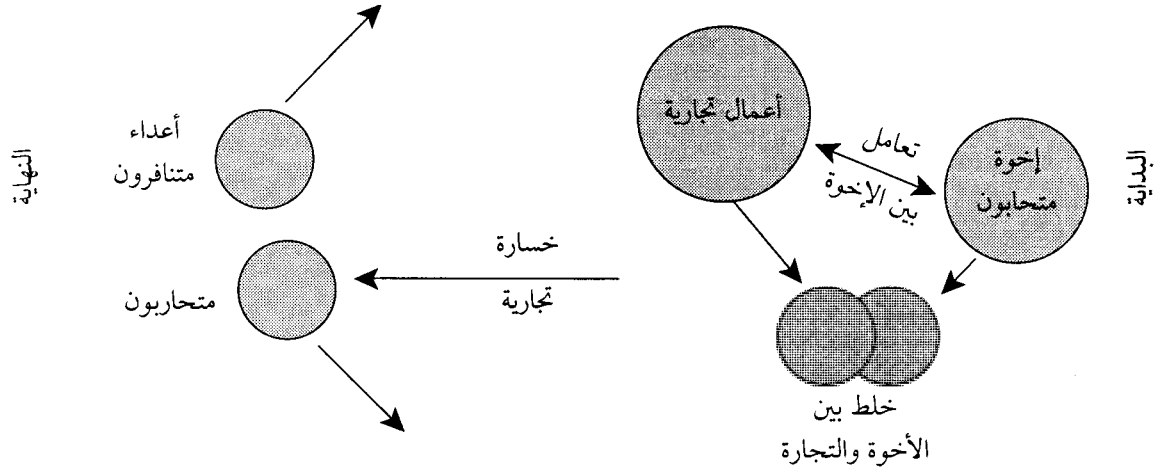 البداية
إخوة
متحابون
تعامل
بين الإخوة
أعمال تجارية
خلط بين
الأخوة والتجارة
خسارة
تجارية
أعداء
متنافرون
متحاربون
النهاية